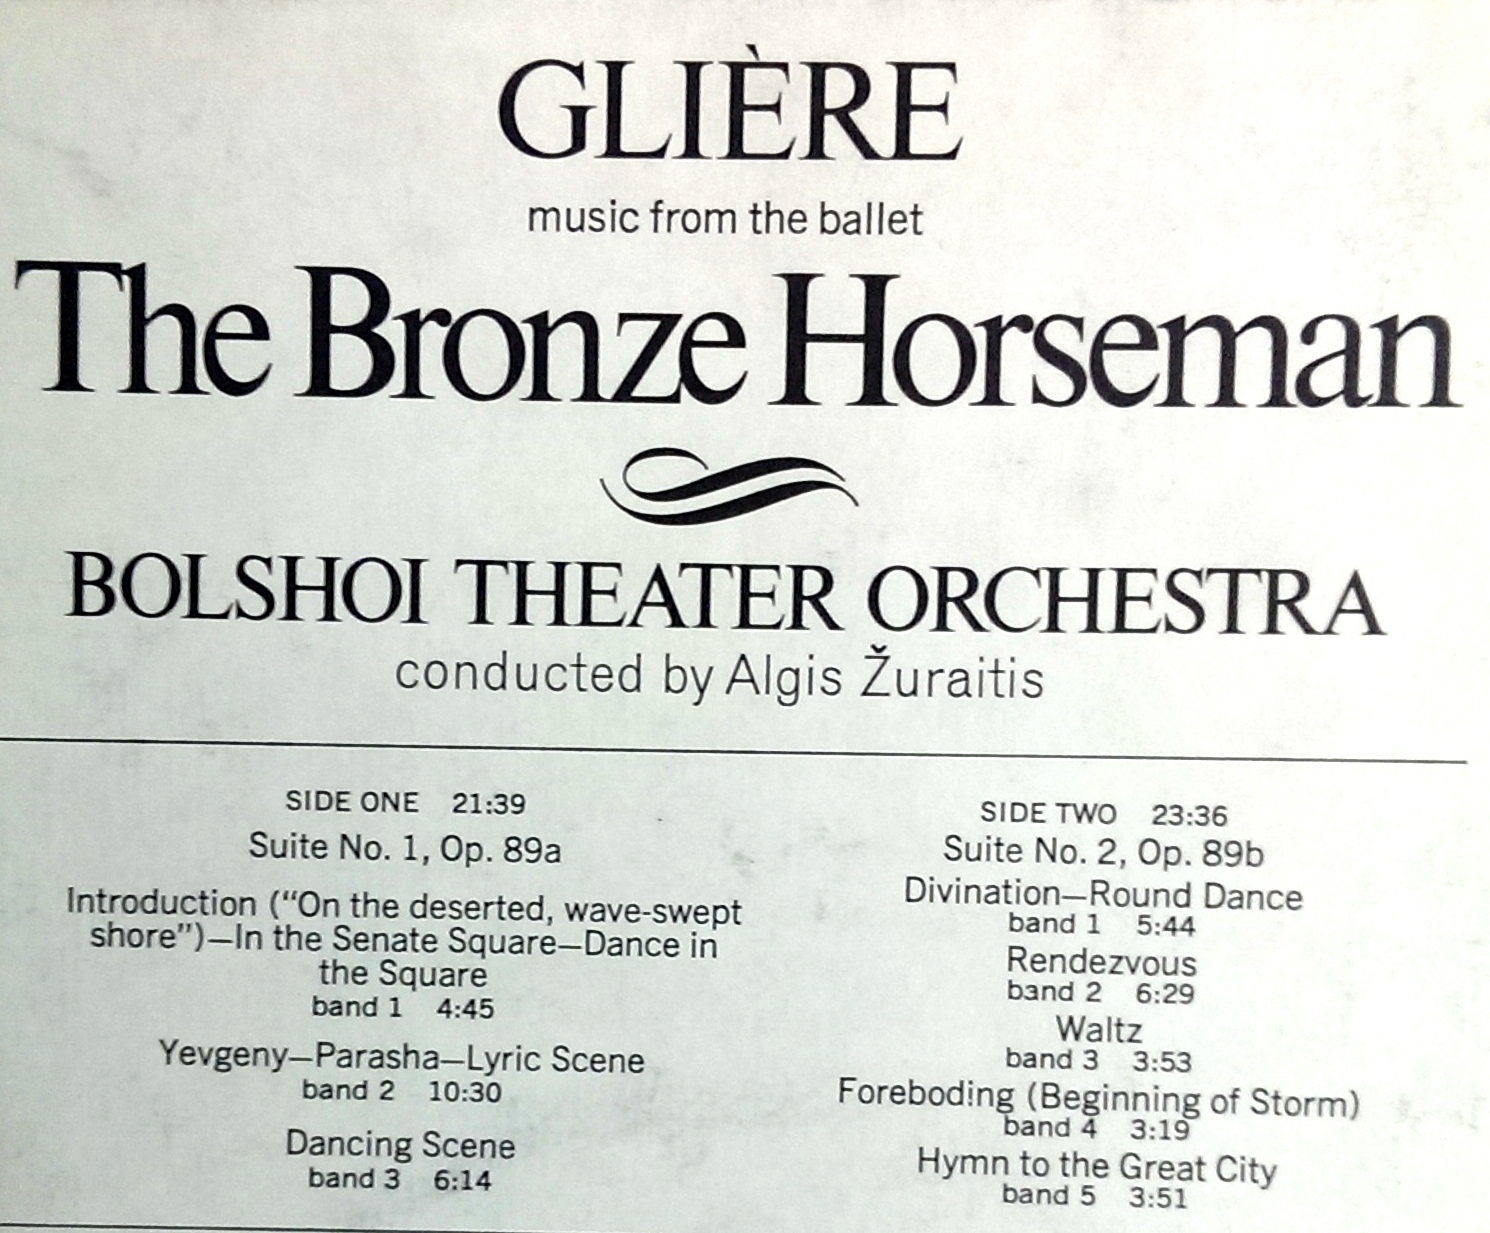 GLIÈRE
music from the ballet
The Bronze Horseman
BOLSHOI THEATER ORCHESTRA
conducted by Algis Žuraitis
SIDE ONE 21:39
Suite No. 1, Op. 89a
Introduction (“On the deserted, wave-swept
shore”)—In the Senate Square—Dance in
the Square
band 1 4:45
Yevgeny—Parasha—Lyric Scene
band 2 10:30
Dancing Scene
band 3 6:14
SIDE TWO 23:36
Suite No. 2, Op. 89b
Divination—Round Dance
band 1 5:44
Rendezvous
band 2 6:29
Waltz
band 3 3:53
Foreboding (Beginning of Storm)
band 4 3:19
Hymn to the Great City
band 5 3:51